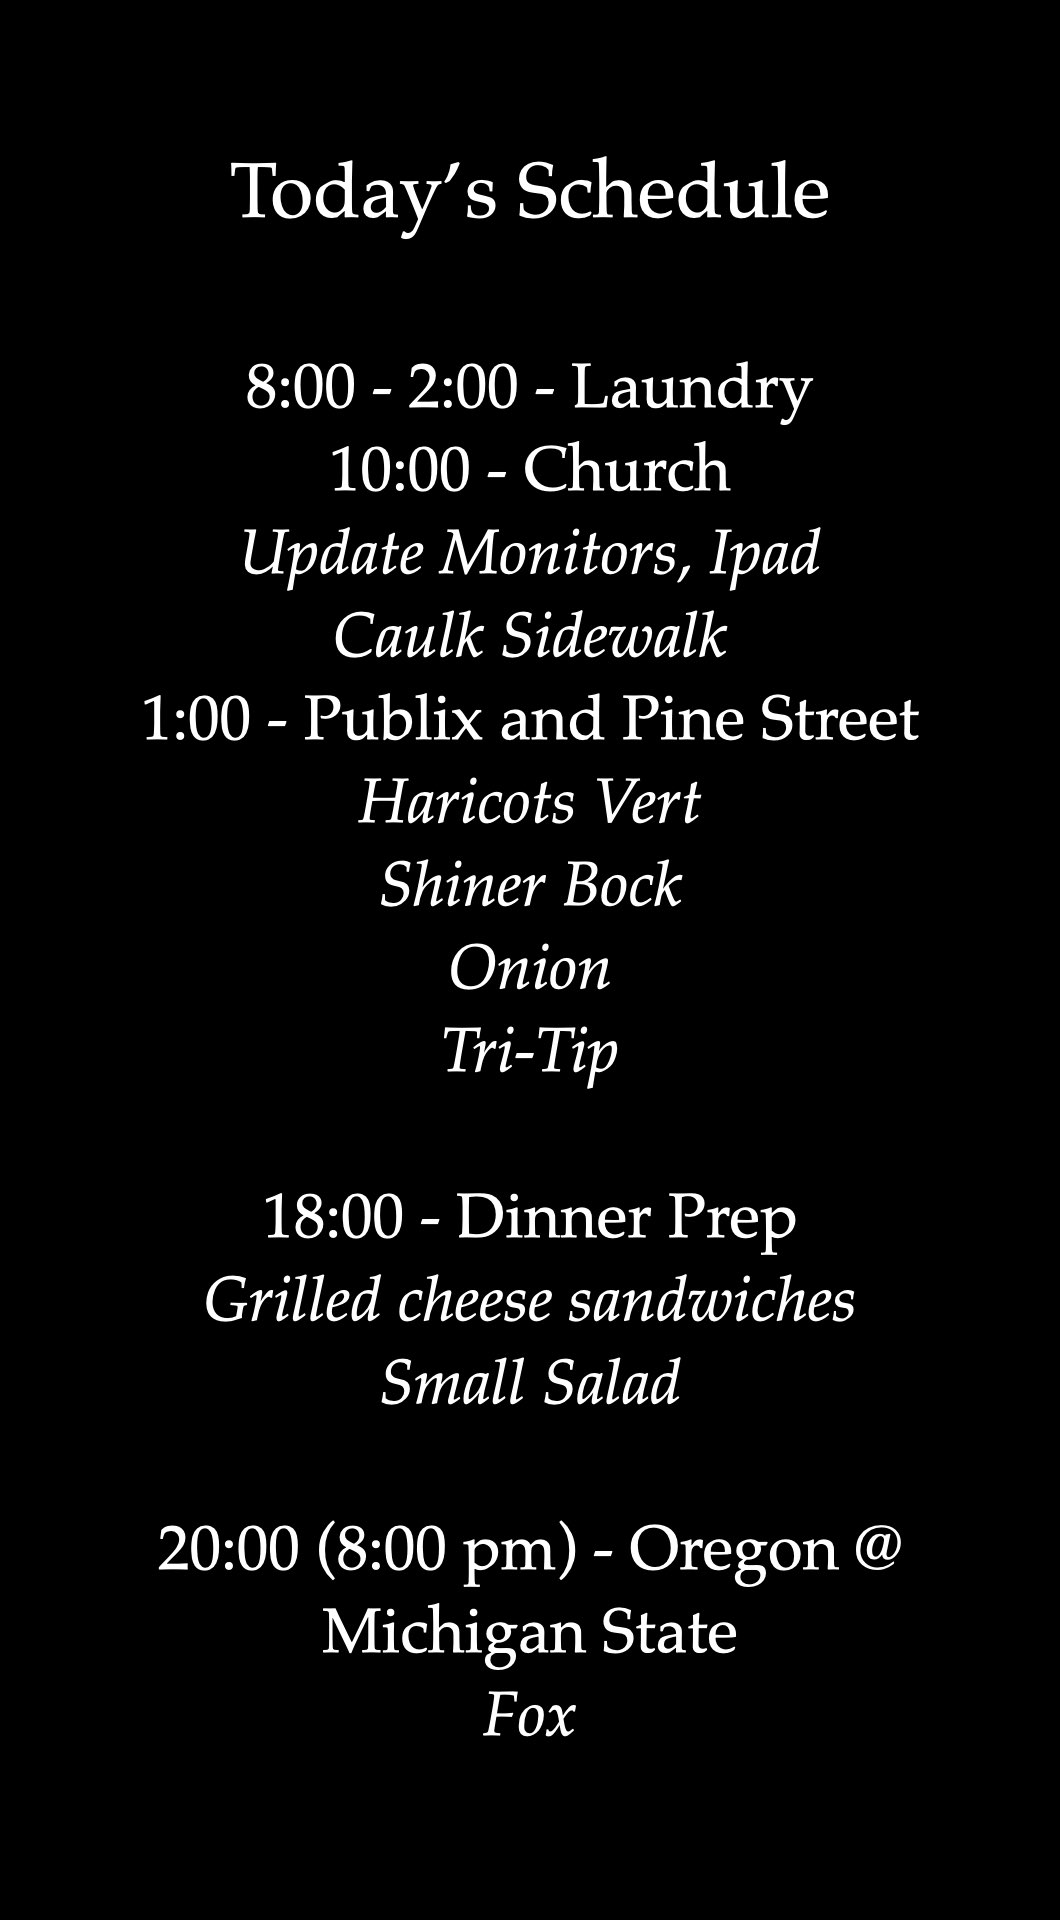 Today’s Schedule
8:00 - 2:00 - Laundry
10:00 - Church
Update Monitors, Ipad
Caulk Sidewalk
1:00 - Publix and Pine Street
Haricots Vert
Shiner Bock
Onion
Tri-Tip
18:00 - Dinner Prep
Grilled cheese sandwiches
Small Salad
20:00 (8:00 pm) - Oregon @
Michigan State
Fox